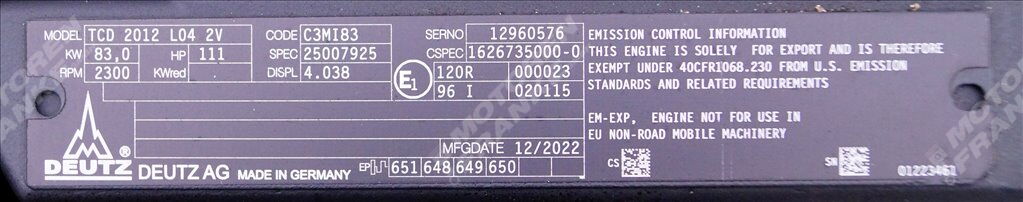 MODEL TCD 2012 L04 2V CODE C3MI83 SERNO 12960576
KW 83,0 HP 111 SPEC 25007925 CSPEC 1626735000-0
RPM 2300 KWred DISPL 4.038 E1 120R 000023
96 I 020115
MFGDATE 12/2022
DEUTZ DEUTZ AG MADE IN GERMANY EP 651 648 649 650
EMISSION CONTROL INFORMATION
THIS ENGINE IS SOLELY FOR EXPORT AND IS THEREFORE
EXEMPT UNDER 40CFR1068.230 FROM U.S. EMISSION
STANDARDS AND RELATED REQUIREMENTS
EM-EXP, ENGINE NOT FOR USE IN
EU NON-ROAD MOBILE MACHINERY
CS SN 01223461
MOTOREN
FRANKEN